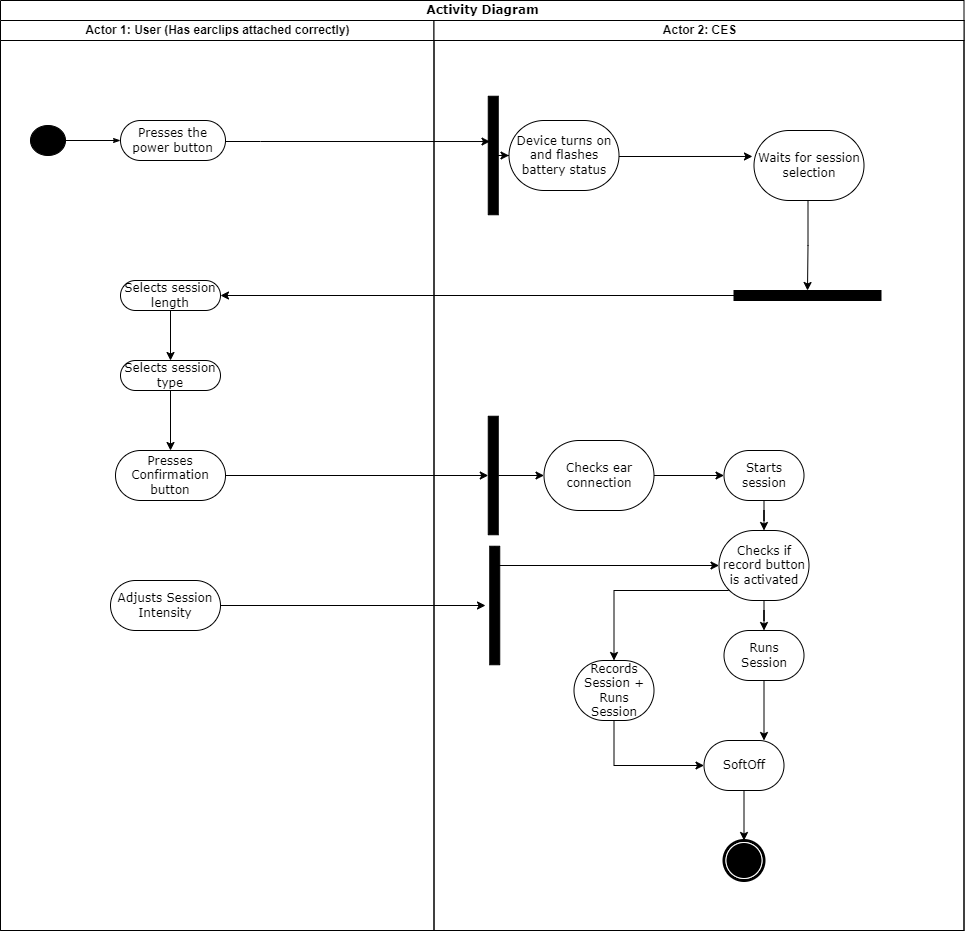 Activity Diagram
Actor 1: User (Has earclips attached correctly)
Actor 2: CES
Presses the
power button
Device turns on
and flashes
battery status
Waits for session
selection
Selects session
length
Selects session
type
Presses
Confirmation
button
Checks ear
connection
Starts
session
Checks if
record button
is activated
Adjusts Session
Intensity
Runs
Session
Records
Session +
Runs
Session
SoftOff